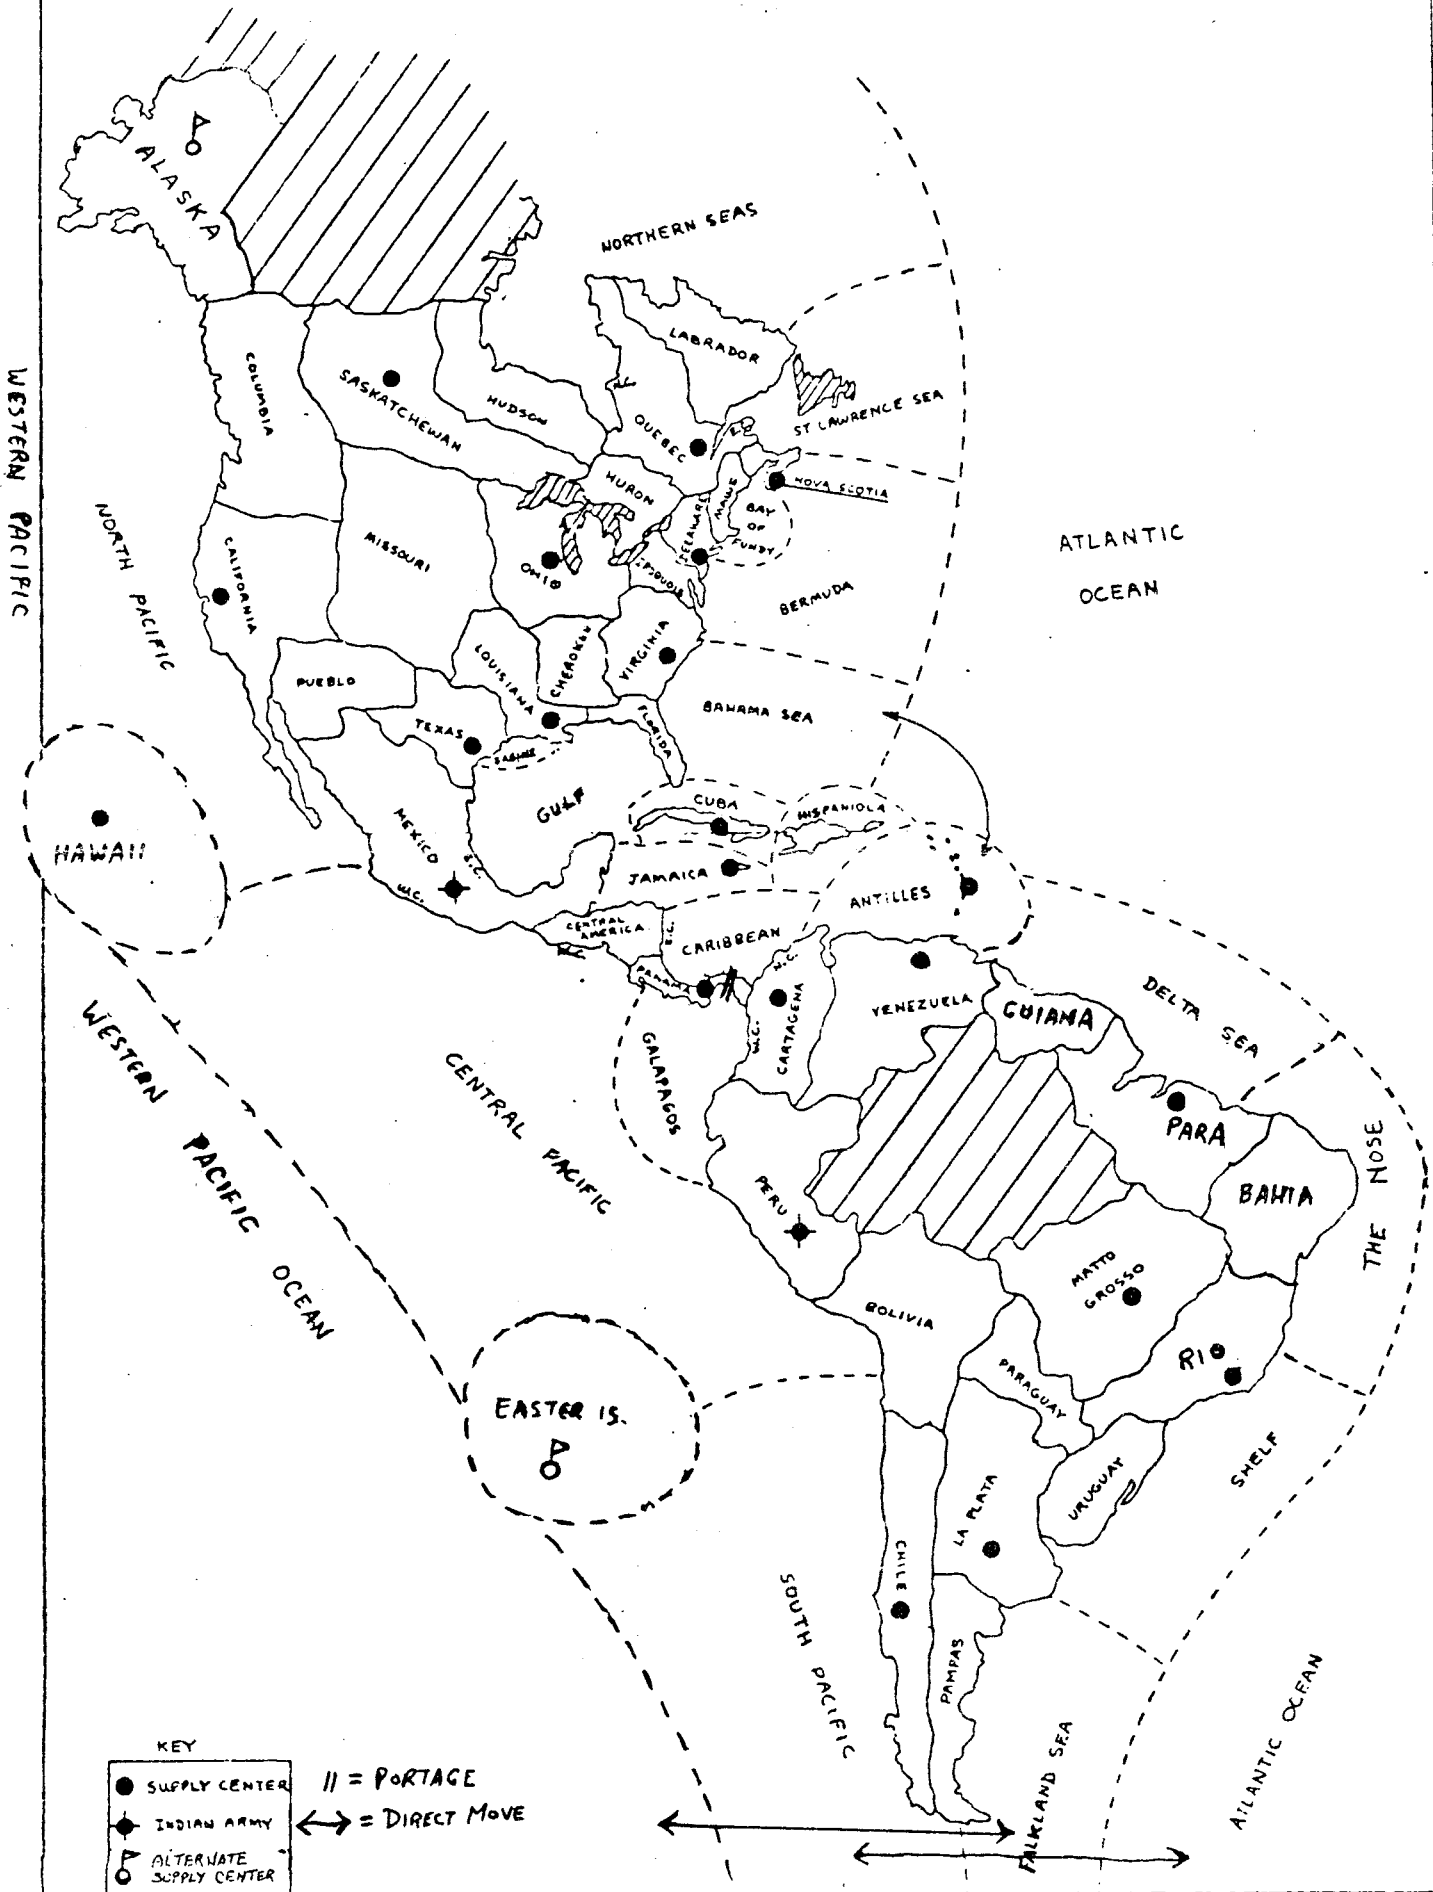 ALASKA
NORTHERN SEAS
LABRADOR
COLUMBIA
SASKATCHEWAN
HUDSON
N.C.
QUEBEC
ST LAWRENCE SEA
WESTERN PACIFIC
HURON
MAINE
NOVA SCOTIA
BAY
OF
FUNDY
DELAWARE
NORTH PACIFIC
CALIFORNIA
MISSOURI
OHIO
IROQUOIS
BERMUDA
ATLANTIC
OCEAN
PUEBLO
LOUISIANA
CHEROKEE
VIRGINIA
TEXAS
SABINE
FLORIDA
BAHAMA SEA
HAWAII
MEXICO
E.C.
W.C.
GULF
CUBA
HISPANIOLA
JAMAICA
ANTILLES
CENTRAL
AMERICA
E.C.
W.C.
CARIBBEAN
PANAMA
N.C.
W.C.
CARTAGENA
VENEZUELA
GUIANA
DELTA SEA
WESTERN PACIFIC OCEAN
CENTRAL PACIFIC
GALAPAGOS
PARA
BAHIA
THE NOSE
PERU
MATTO
GROSSO
BOLIVIA
RIO
PARAGUAY
EASTER IS.
LA PLATA
URUGUAY
SHELF
CHILE
SOUTH PACIFIC
PAMPAS
FALKLAND SEA
ATLANTIC OCEAN
KEY
SUPPLY CENTER
INDIAN ARMY
ALTERNATE
SUPPLY CENTER
|| = PORTAGE
↔ = DIRECT MOVE